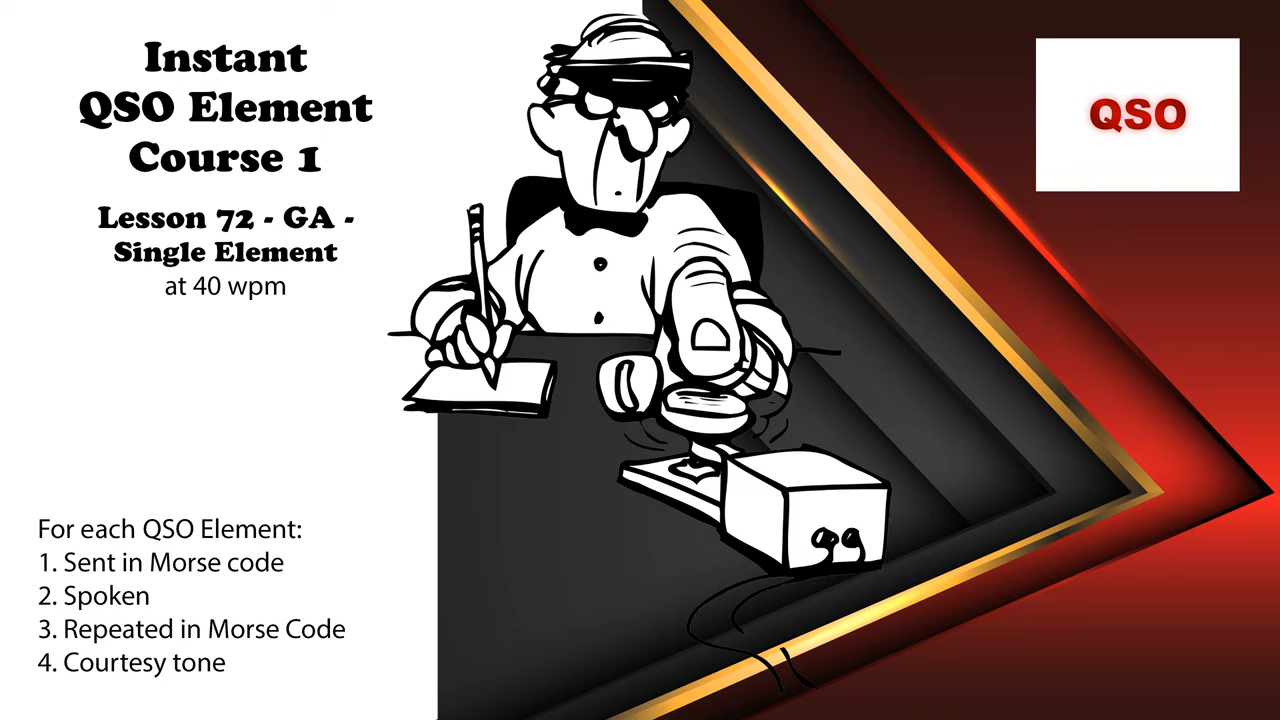 Instant
QSO Element
Course 1
Lesson 72 - GA -
Single Element
at 40 wpm
QSO
For each QSO Element:
1. Sent in Morse code
2. Spoken
3. Repeated in Morse Code
4. Courtesy tone